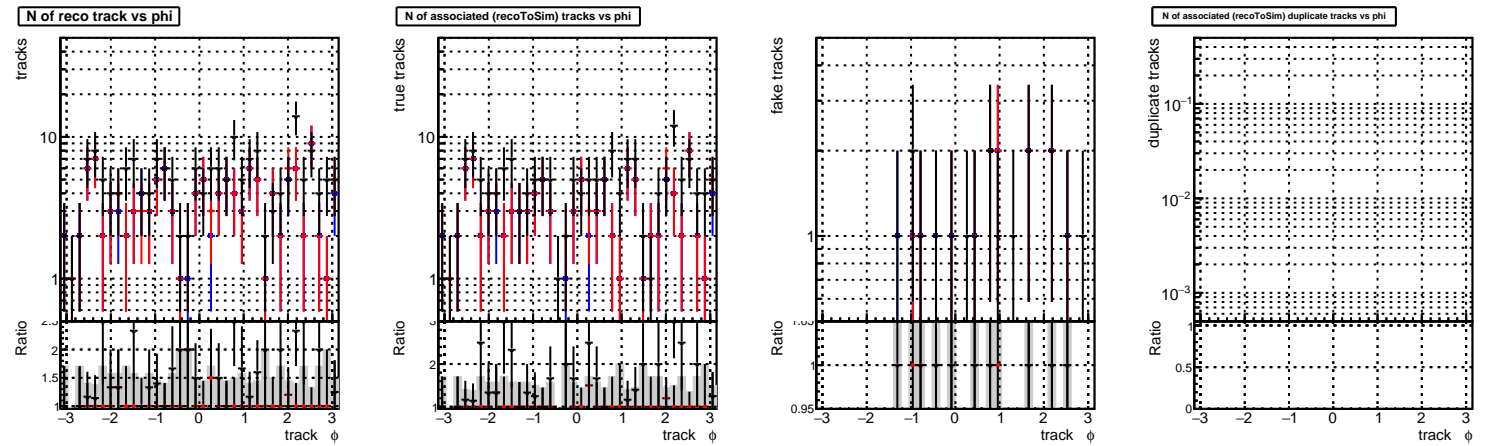 N of reco track vs phi
tracks
10
1
Ratio
2.5
2
1.5
1
−3 −2 −1 0 1 2 3
track ϕ
N of associated (recoToSim) tracks vs phi
true tracks
10
1
Ratio
3
2
1
−3 −2 −1 0 1 2 3
track ϕ
fake tracks
1
Ratio
1.05
1
0.95
−3 −2 −1 0 1 2 3
track ϕ
N of associated (recoToSim) duplicate tracks vs phi
duplicate tracks
10⁻¹
10⁻²
10⁻³
Ratio
1
0.5
0
−3 −2 −1 0 1 2 3
track ϕ